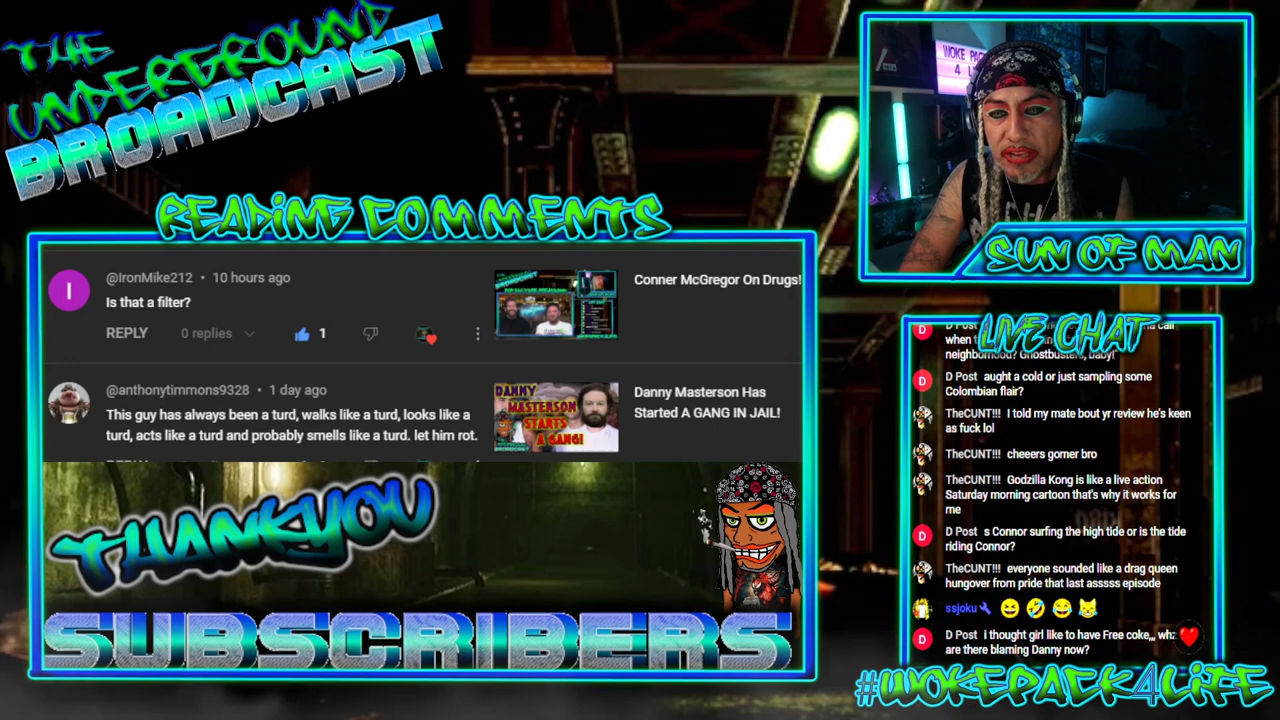 THE
UNDERGROUND
BROADCAST
READING COMMENTS
@IronMike212 • 10 hours ago
Is that a filter?
REPLY 0 replies
1
Conner McGregor On Drugs!
@anthonytimmons9328 • 1 day ago
This guy has always been a turd, walks like a turd, looks like a
turd, acts like a turd and probably smells like a turd. let him rot.
DANNY
MASTERSON
STARTS
A GANG!
Danny Masterson Has
Started A GANG IN JAIL!
THANKYOU
SUBSCRIBERS
WOKE
4
SUN OF MAN
LIVE CHAT
D Post
call
when
neighborhood? Ghostbusters, baby!
D Post aught a cold or just sampling some
Colombian flair?
TheCUNT!!! I told my mate bout yr review he's keen
as fuck lol
TheCUNT!!! cheeers gomer bro
TheCUNT!!! Godzilla Kong is like a live action
Saturday morning cartoon that's why it works for
me
D Post s Connor surfing the high tide or is the tide
riding Connor?
TheCUNT!!! everyone sounded like a drag queen
hungover from pride that last asssss episode
ssjoku 😆 🤣 😂 😹
D Post i thought girl like to have Free coke,,,
are there blaming Danny now?
#WOKEPACK4LIFE